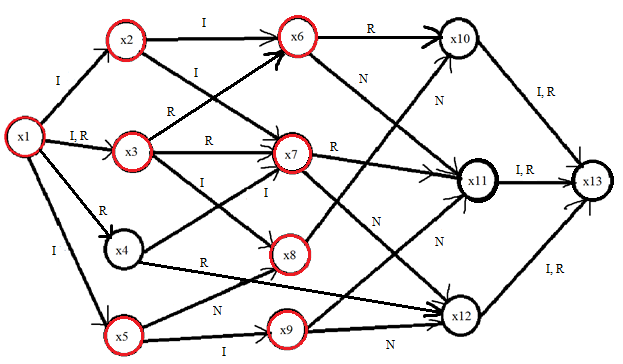 I
x2
I
x6
R
x10
I
R
I
N
N
I, R
x1
I, R
x3
R
x7
R
x11
I, R
x13
R
I
I
N
x4
R
x8
N
I
N
I, R
x5
I
x9
N
x12